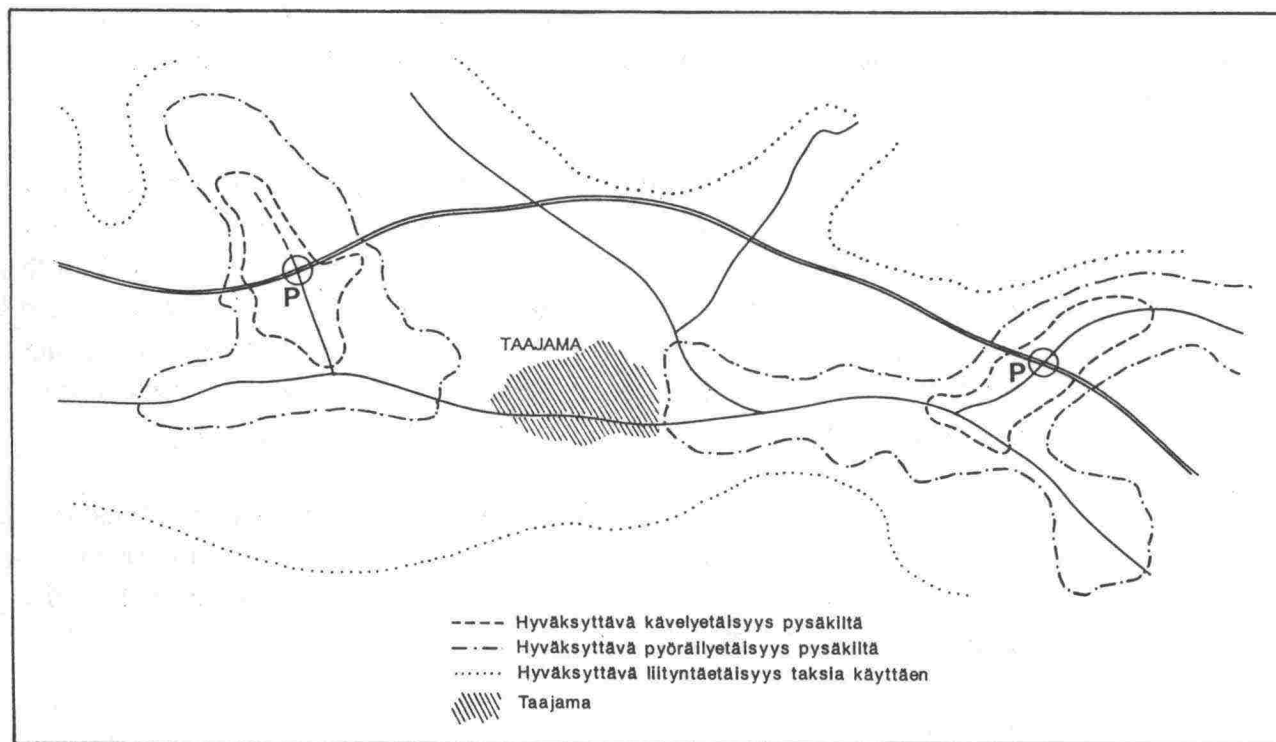 P
TAAJAMA
P
Hyväksyttävä kävelyetäisyys pysäkiltä
Hyväksyttävä pyöräilyetäisyys pysäkiltä
Hyväksyttävä liityntäetäisyys taksia käyttäen
Taajama